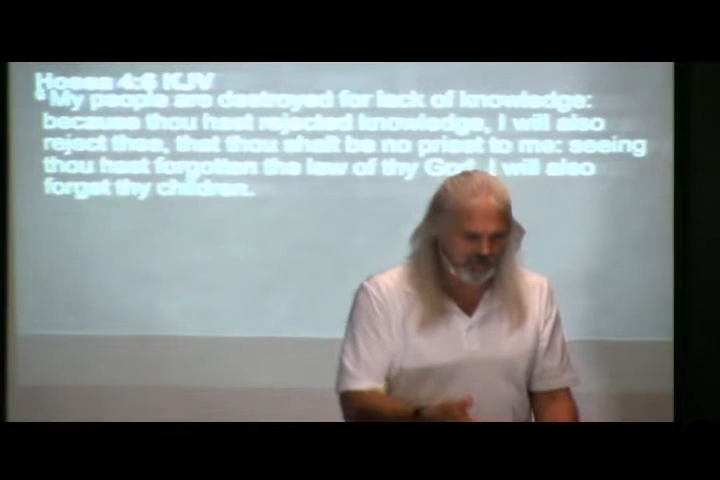 Hosea 4:6 KJV
6 My people are destroyed for lack of knowledge:
because thou hast rejected knowledge, I will also
reject thee, that thou shalt be no priest to me: seeing
thou hast forgotten the law of thy God, I will also
forget thy children.